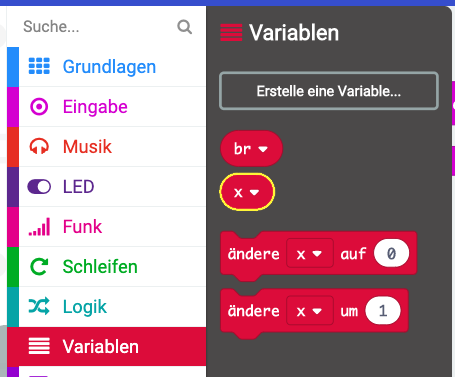 Suche...
Grundlagen
Eingabe
Musik
LED
Funk
Schleifen
Logik
Variablen
Variablen
Erstelle eine Variable...
br
x
ändere x auf 0
ändere x um 1